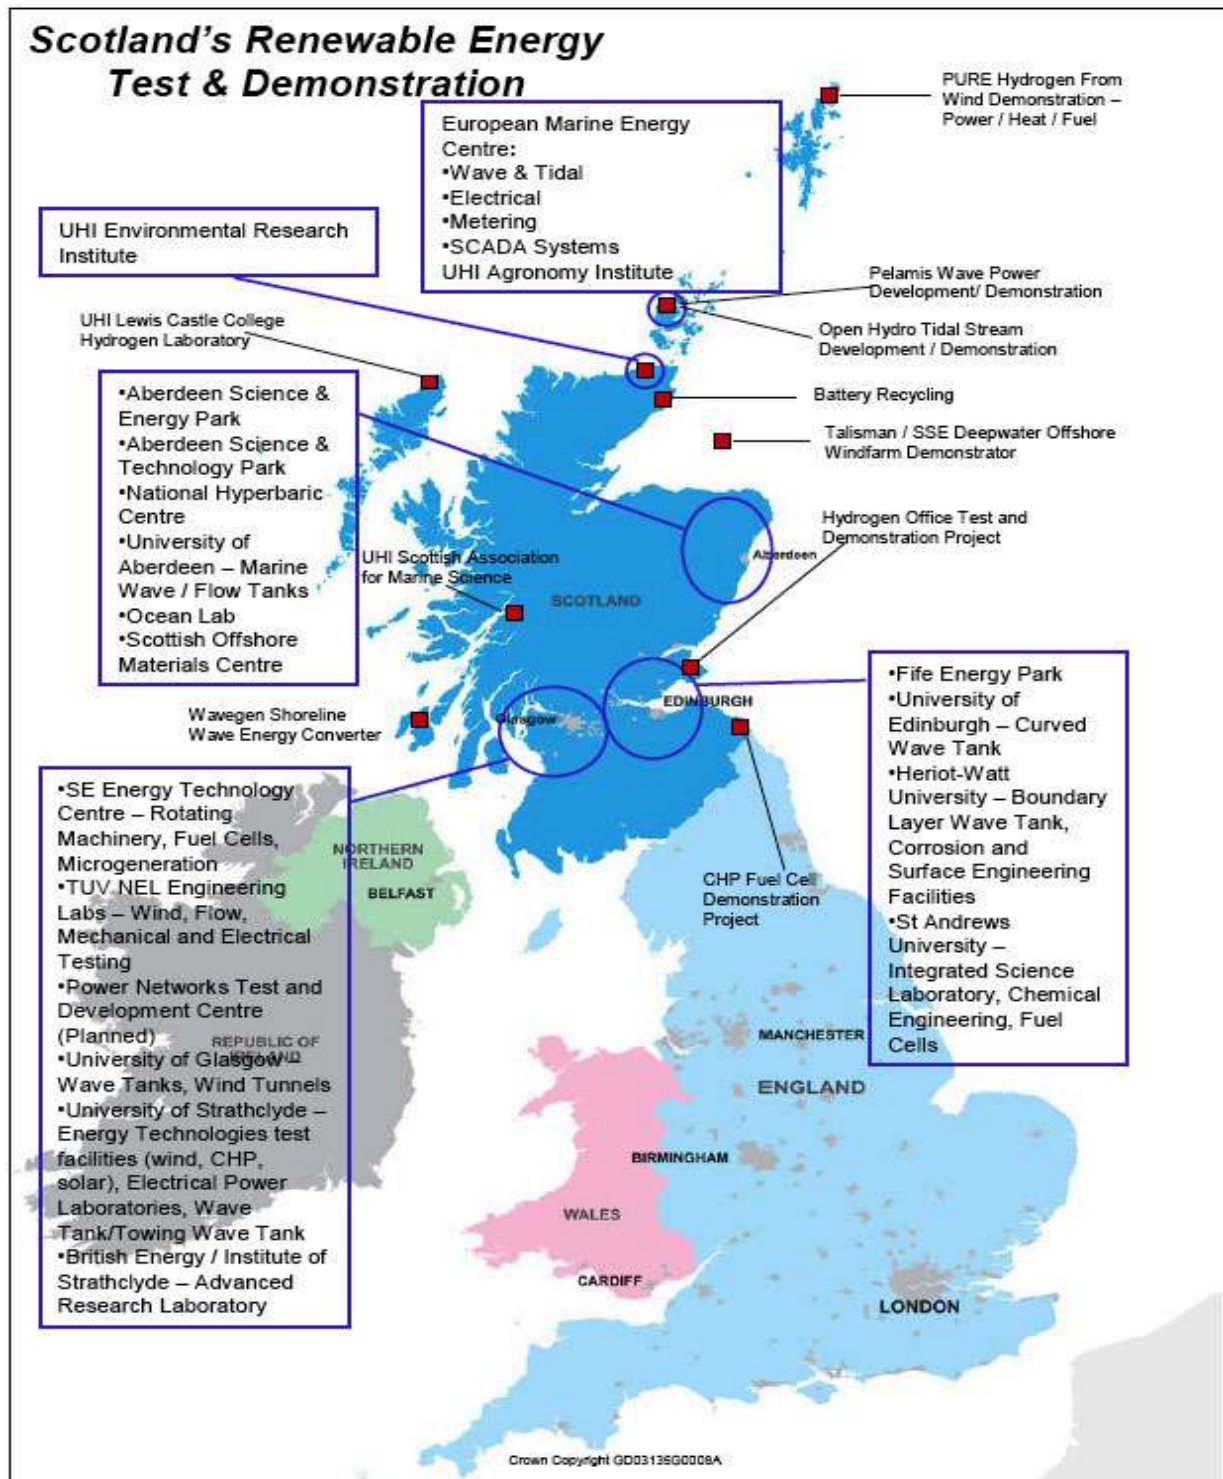 Scotland's Renewable Energy
Test & Demonstration
PURE Hydrogen From
Wind Demonstration –
Power / Heat / Fuel
European Marine Energy
Centre:
•Wave & Tidal
•Electrical
•Metering
•SCADA Systems
UHI Agronomy Institute
UHI Environmental Research
Institute
Pelamis Wave Power
Development/ Demonstration
UHI Lewis Castle College
Hydrogen Laboratory
Open Hydro Tidal Stream
Development / Demonstration
Battery Recycling
•Aberdeen Science &
Energy Park
•Aberdeen Science &
Technology Park
•National Hyperbaric
Centre
•University of
Aberdeen – Marine
Wave / Flow Tanks
•Ocean Lab
•Scottish Offshore
Materials Centre
Talisman / SSE Deepwater Offshore
Windfarm Demonstrator
Hydrogen Office Test and
Demonstration Project
Aberdeen
UHI Scottish Association
for Marine Science
SCOTLAND
•Fife Energy Park
•University of
Edinburgh – Curved
Wave Tank
•Heriot-Watt
University – Boundary
Layer Wave Tank,
Corrosion and
Surface Engineering
Facilities
•St Andrews
University –
Integrated Science
Laboratory, Chemical
Engineering, Fuel
Cells
EDINBURGH
Glasgow
Wavegen Shoreline
Wave Energy Converter
•SE Energy Technology
Centre – Rotating
Machinery, Fuel Cells,
Microgeneration
•TUV NEL Engineering
Labs – Wind, Flow,
Mechanical and Electrical
Testing
•Power Networks Test and
Development Centre
(Planned)
•University of Glasgow –
Wave Tanks, Wind Tunnels
•University of Strathclyde –
Energy Technologies test
facilities (wind, CHP,
solar), Electrical Power
Laboratories, Wave
Tank/Towing Wave Tank
•British Energy / Institute of
Strathclyde – Advanced
Research Laboratory
NORTHERN
IRELAND
BELFAST
CHP Fuel Cell
Demonstration
Project
REPUBLIC OF
IRELAND
MANCHESTER
ENGLAND
BIRMINGHAM
WALES
CARDIFF
LONDON
Crown Copyright GD03135G0008A